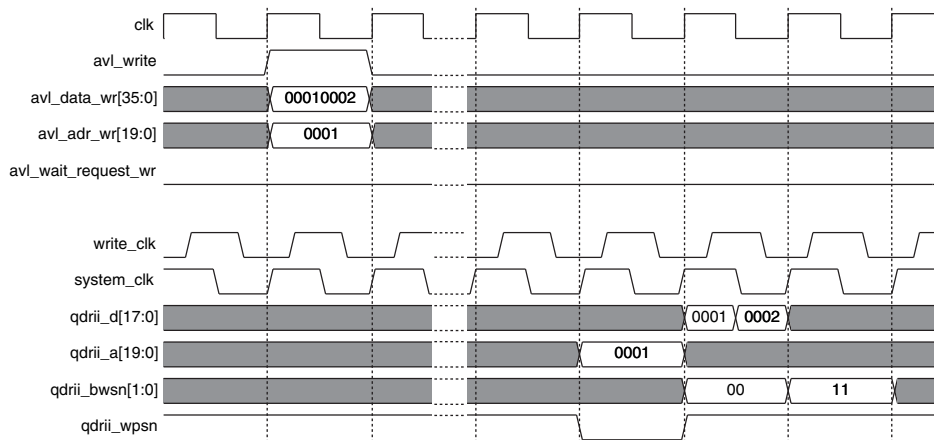 clk
avl_write
avl_data_wr[35:0] 00010002
avl_adr_wr[19:0] 0001
avl_wait_request_wr
write_clk
system_clk
qdrii_d[17:0] 0001 0002
qdrii_a[19:0] 0001
qdrii_bwsn[1:0] 00 11
qdrii_wpsn